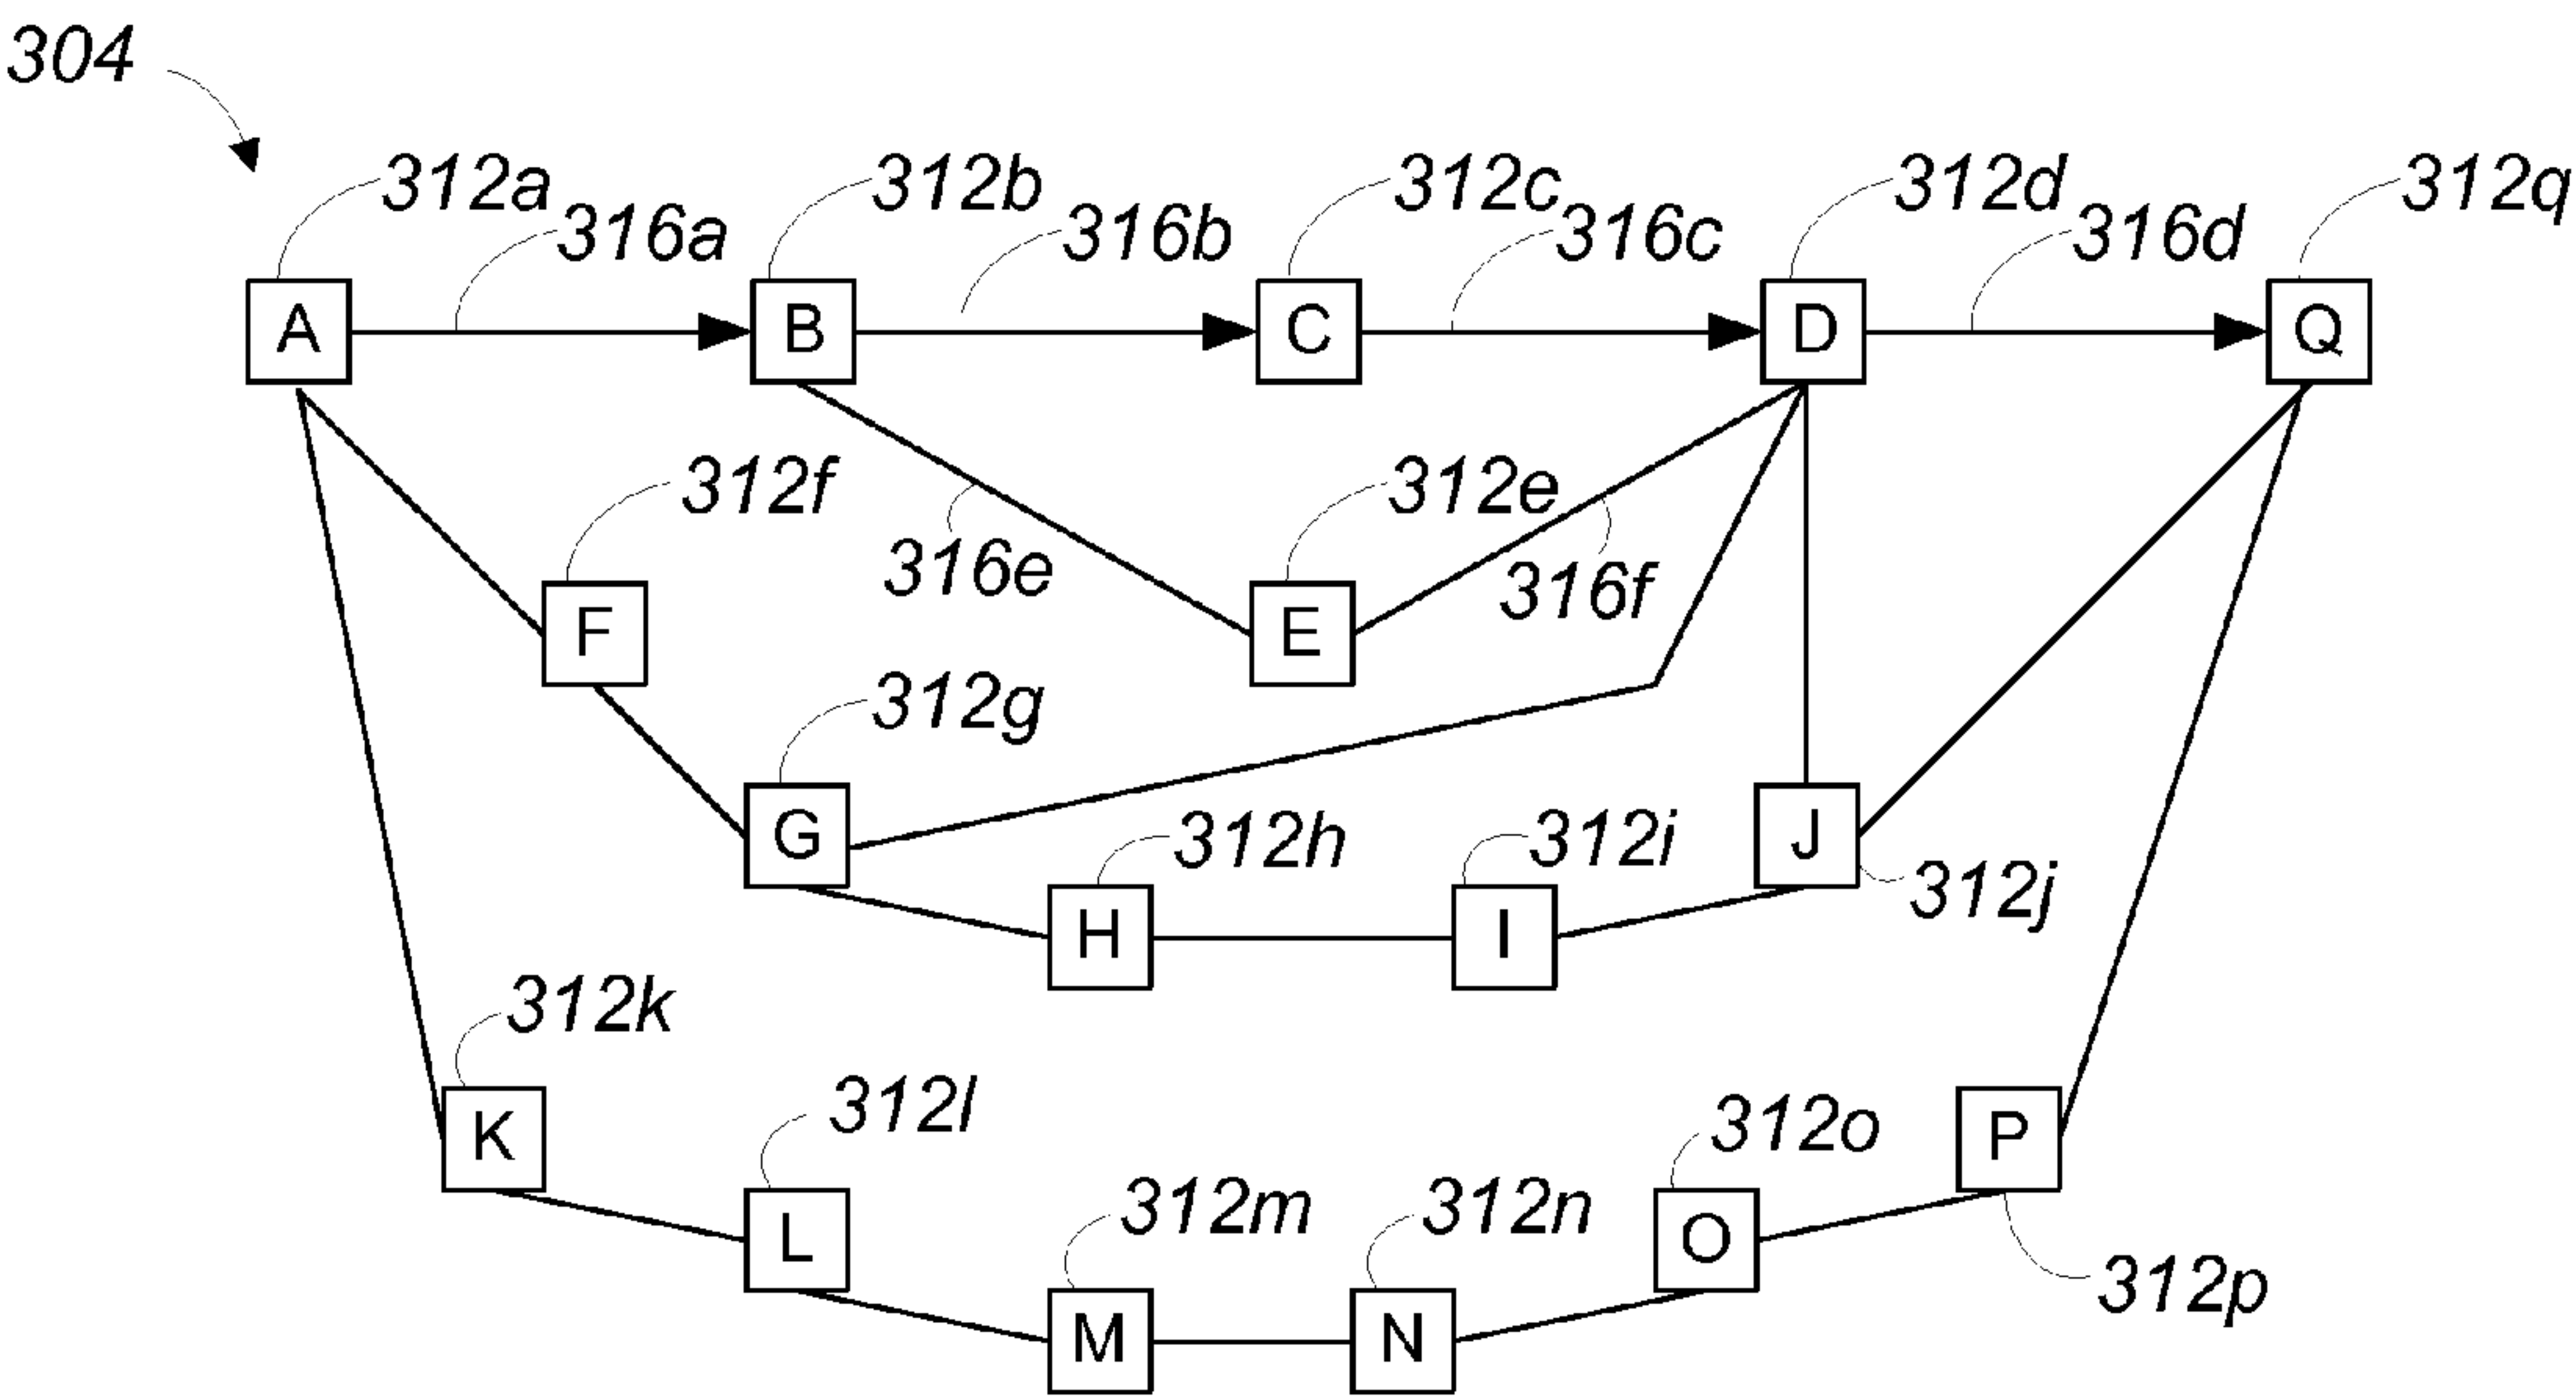 304
312a 312b 312c 312d 312q
316a 316b 316c 316d
A B C D Q
312f 312e
316e 316f
F E
312g
G 312h 312i J
312j
H I
312k
312l
K 312o P
L 312m 312n O
312p
M N